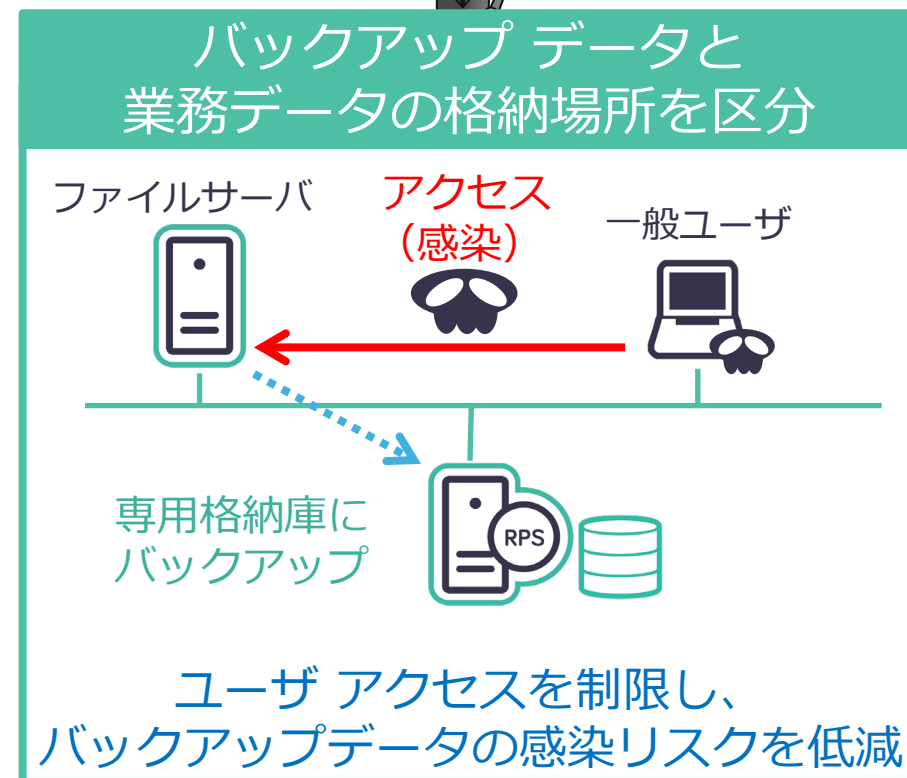 バックアップ データと
業務データの格納場所を区分
ファイルサーバ
アクセス
(感染)
一般ユーザ
専用格納庫に
バックアップ
RPS
ユーザ アクセスを制限し、
バックアップデータの感染リスクを低減